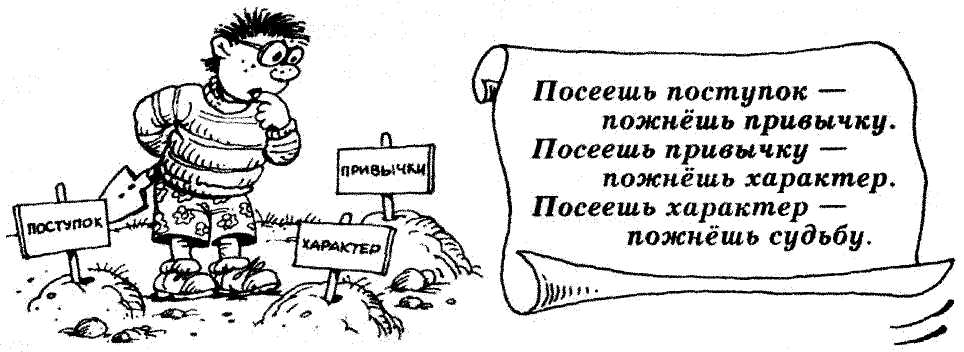 ПОСТУПОК
ХАРАКТЕР
ПРИВЫЧКИ
Посеешь поступок —
пожнёшь привычку.
Посеешь привычку —
пожнёшь характер.
Посеешь характер —
пожнёшь судьбу.